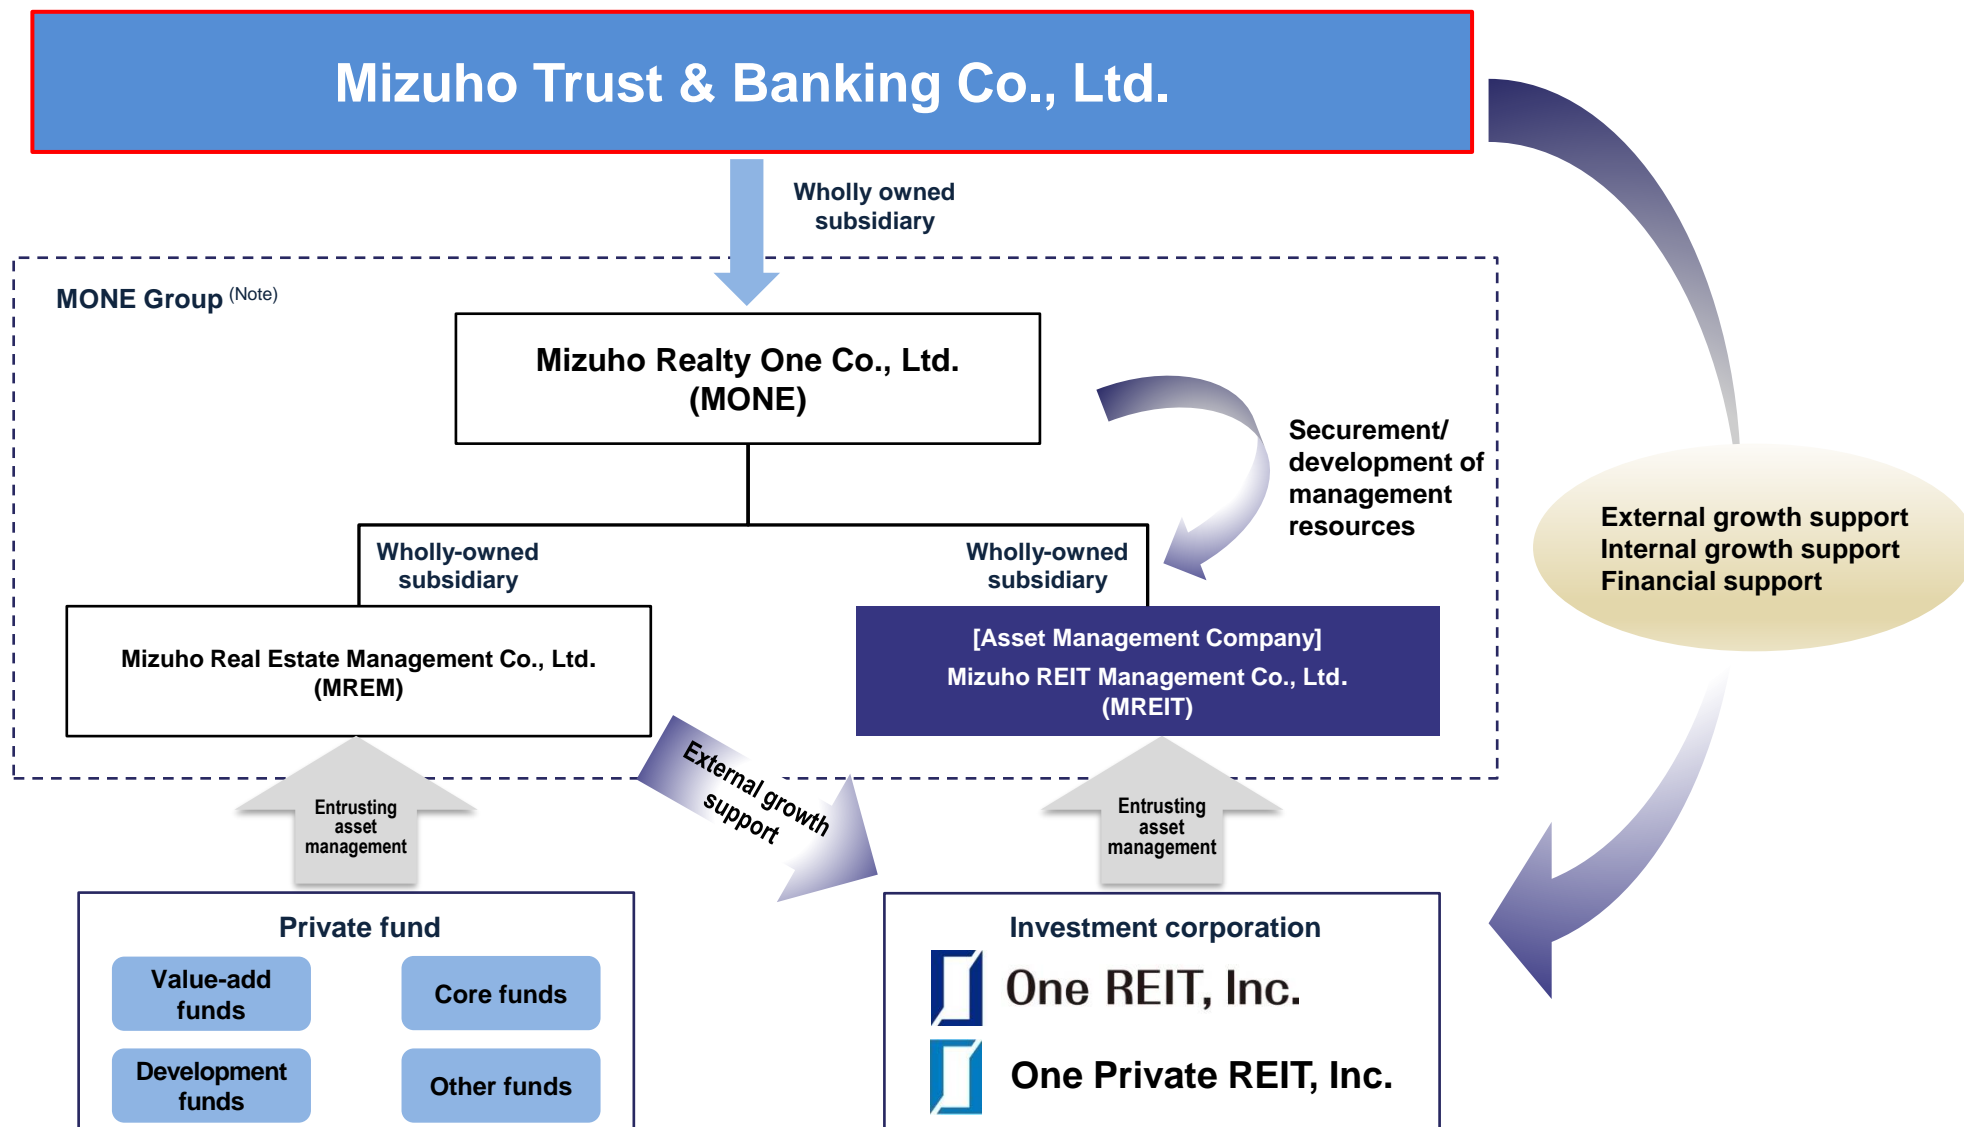 Mizuho Trust & Banking Co., Ltd.
Wholly owned
subsidiary
MONE Group (Note)
Mizuho Realty One Co., Ltd.
(MONE)
Securement/
development of
management
resources
External growth support
Internal growth support
Financial support
Wholly-owned
subsidiary
Wholly-owned
subsidiary
Mizuho Real Estate Management Co., Ltd.
(MREM)
[Asset Management Company]
Mizuho REIT Management Co., Ltd.
(MREIT)
External growth
support
Entrusting
asset
management
Entrusting
asset
management
Private fund
Value-add
funds
Core funds
Development
funds
Other funds
Investment corporation
One REIT, Inc.
One Private REIT, Inc.